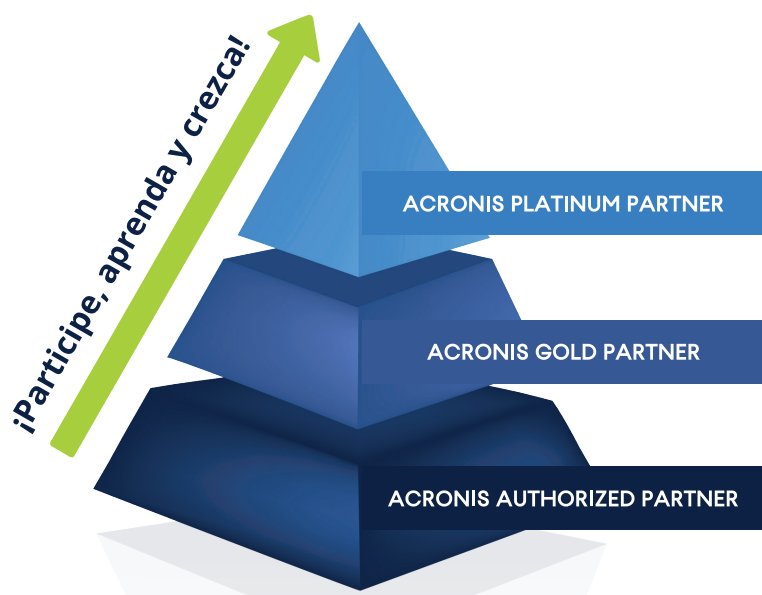 ¡Participe, aprenda y crezca!
ACRONIS PLATINUM PARTNER
ACRONIS GOLD PARTNER
ACRONIS AUTHORIZED PARTNER